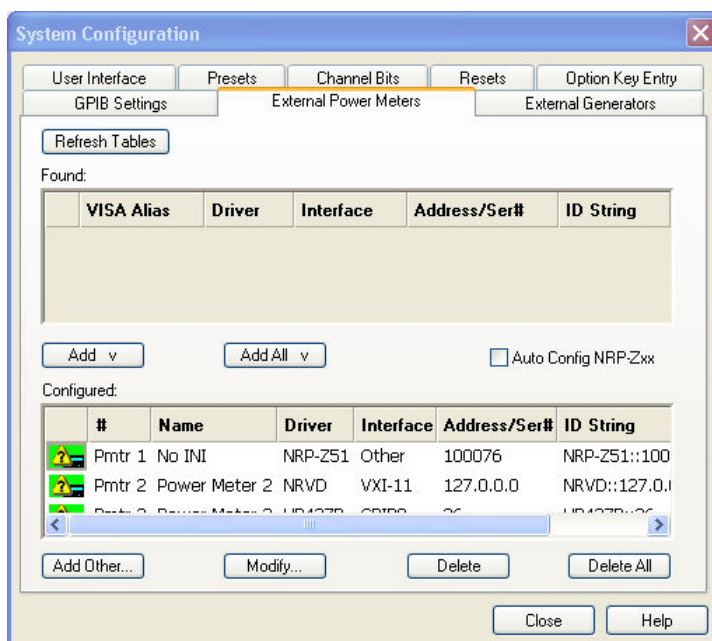 System Configuration
User Interface Presets Channel Bits Resets Option Key Entry
GPIB Settings External Power Meters External Generators
Refresh Tables
Found:
VISA Alias Driver Interface Address/Ser# ID String
Add v Add All v Auto Config NRP-Zxx
Configured:
# Name Driver Interface Address/Ser# ID String
Pmtr 1 No INI NRP-Z51 Other 100076 NRP-Z51::100
Pmtr 2 Power Meter 2 NRVD VXI-11 127.0.0.0 NRVD::127.0.
Add Other... Modify... Delete Delete All
Close Help